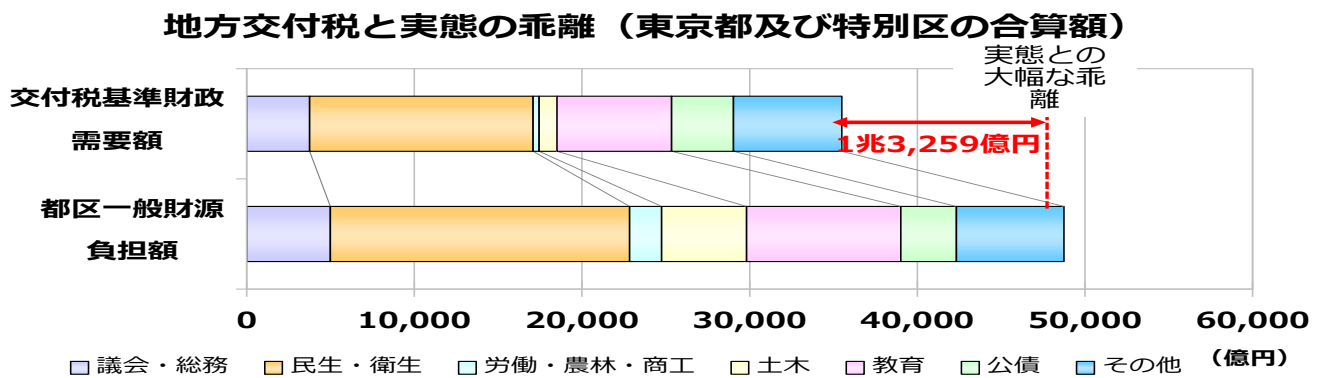 地方交付税と実態の乖離（東京都及び特別区の合算額）
実態との
大幅な乖
離
交付税基準財政
需要額
1兆3,259億円
都区一般財源
負担額
0 10,000 20,000 30,000 40,000 50,000 60,000
（億円）
議会・総務 民生・衛生 労働・農林・商工 土木 教育 公債 その他